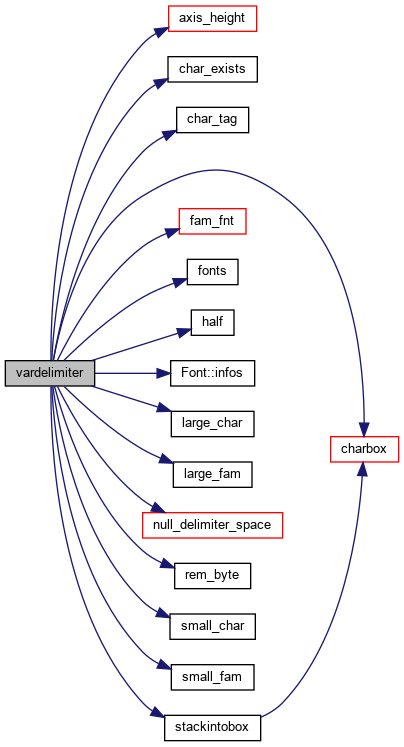 axis_height
char_exists
char_tag
fam_fnt
fonts
half
vardelimiter
Font::infos
large_char
charbox
large_fam
null_delimiter_space
rem_byte
small_char
small_fam
stackintobox